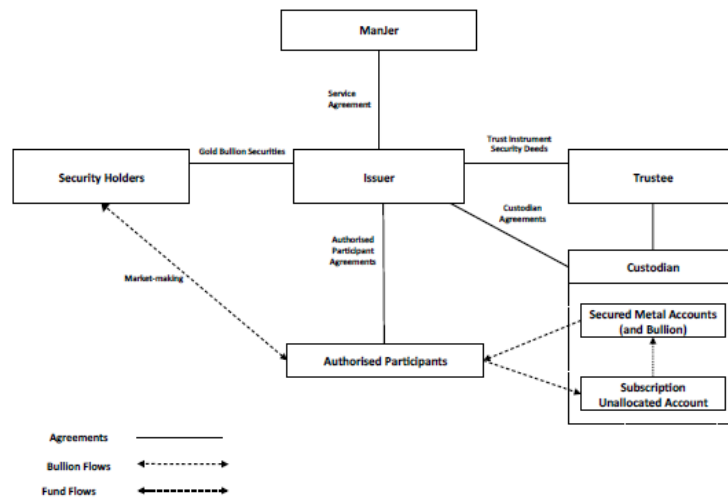 ManJer
Service
Agreement
Gold Bullion Securities
Trust Instrument
Security Deeds
Security Holders
Issuer
Trustee
Custodian
Agreements
Authorised
Participant
Agreements
Custodian
Market-making
Secured Metal Accounts
(and Bullion)
Authorised Participants
Subscription
Unallocated Account
Agreements
Bullion Flows
Fund Flows